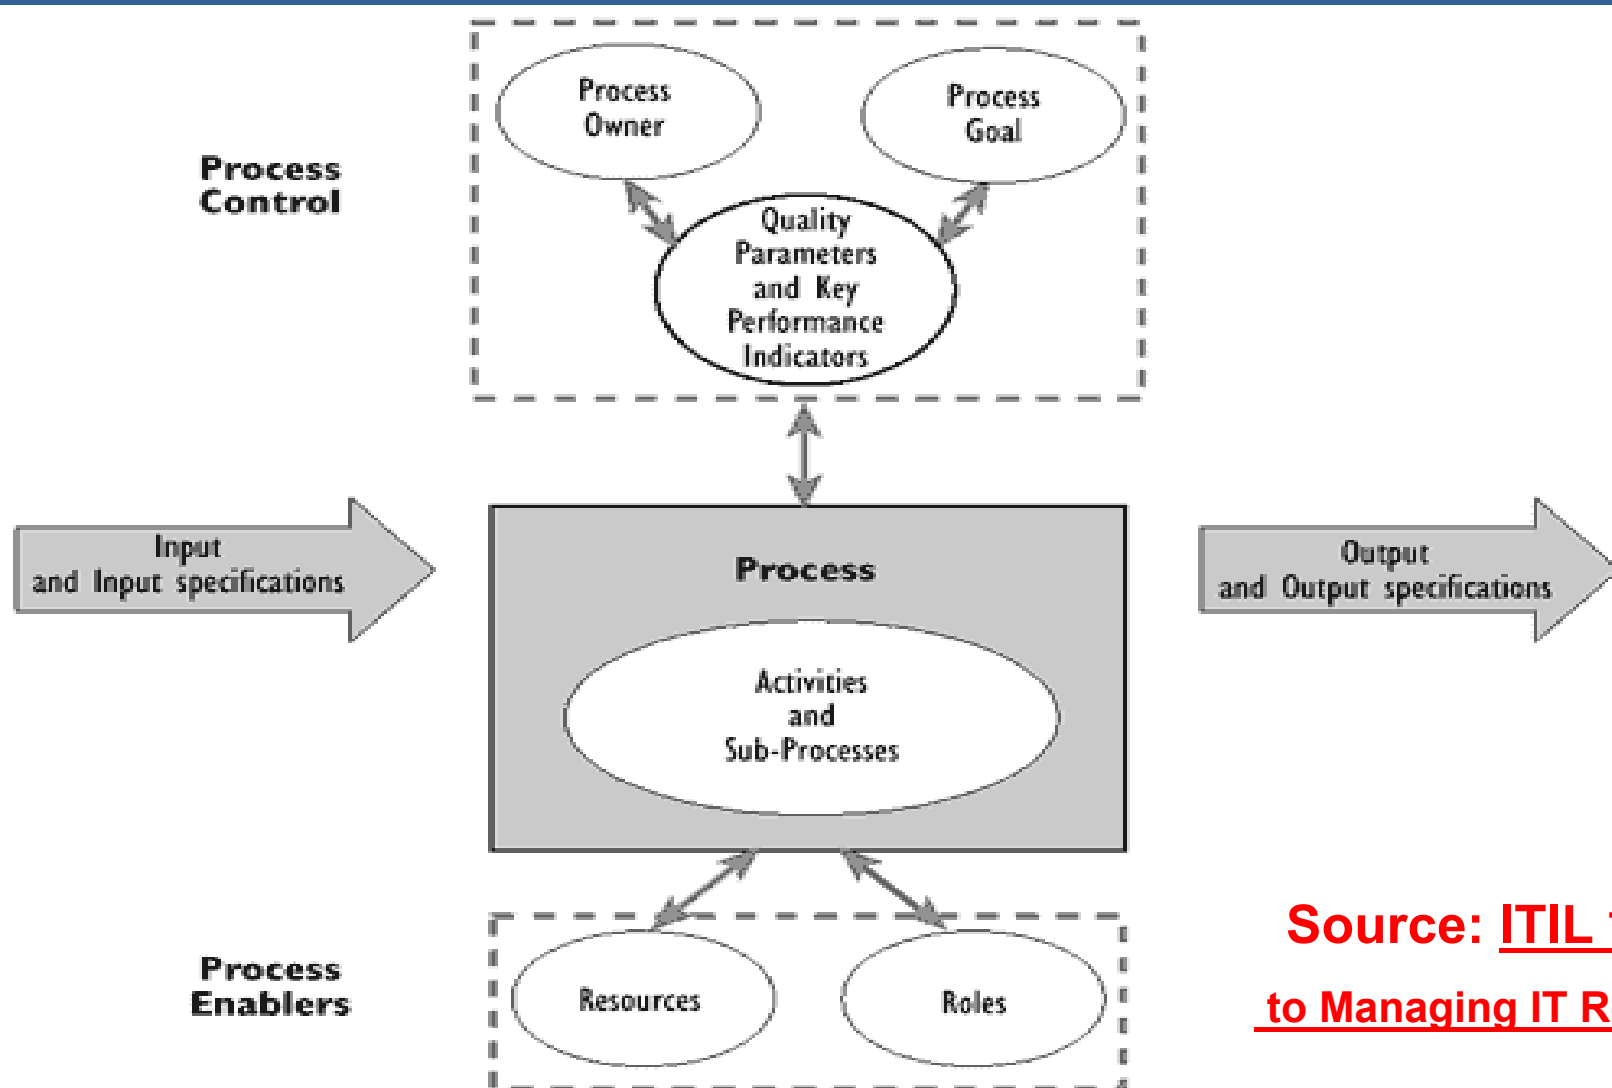 Process
Owner
Process
Goal
Process
Control
Quality
Parameters
and Key
Performance
Indicators
Input
and Input specifications
Process
Output
and Output specifications
Activities
and
Sub-Processes
Source: ITIL
to Managing IT
Process
Enablers
Resources
Roles